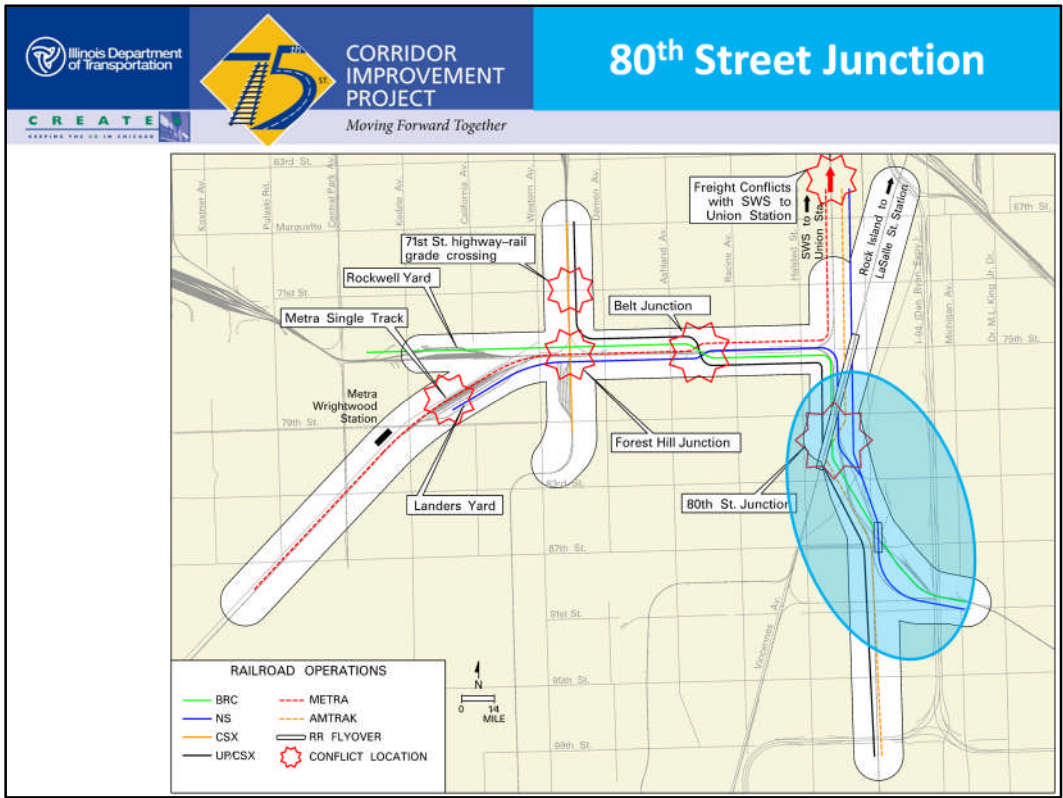 Illinois Department
of Transportation
CREATE
KEEPING THE GO IN CHICAGO
75th ST.
CORRIDOR
IMPROVEMENT
PROJECT
Moving Forward Together
80th Street Junction
63rd St.
Kostner Av.
Pulaski Rd.
Central Park Av.
Kedzie Av.
California Av.
Western Av.
Damen Av.
Ashland Av.
Racine Av.
Halsted St.
Marquette
67th St.
Freight Conflicts
with SWS to
Union Station
SWS to
Union Sta.
Rock Island to
LaSalle St. Station
I-94 (Dan Ryan Expy.)
Michigan Av.
Dr. M.L. King Jr. Dr.
71st St. highway-rail
grade crossing
Rockwell Yard
71st St.
Metra Single Track
Belt Junction
75th St.
Metra
Wrightwood
Station
79th St.
Forest Hill Junction
83rd St.
Landers Yard
80th St. Junction
87th St.
91st St.
Vincennes Av.
95th St.
99th St.
RAILROAD OPERATIONS
BRC
NS
CSX
UP/CSX
METRA
AMTRAK
RR FLYOVER
CONFLICT LOCATION
N
0 1/4
MILE